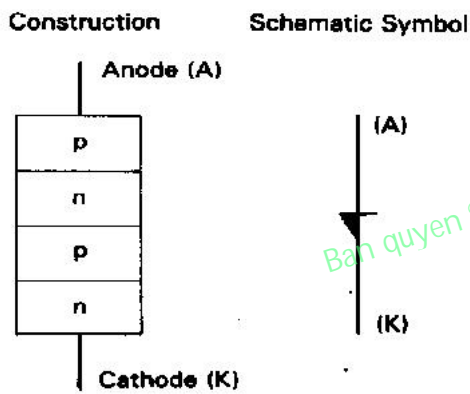 Construction
Schematic Symbol
Anode (A)
p
n
p
n
Cathode (K)
(A)
(K)
Ban quyen